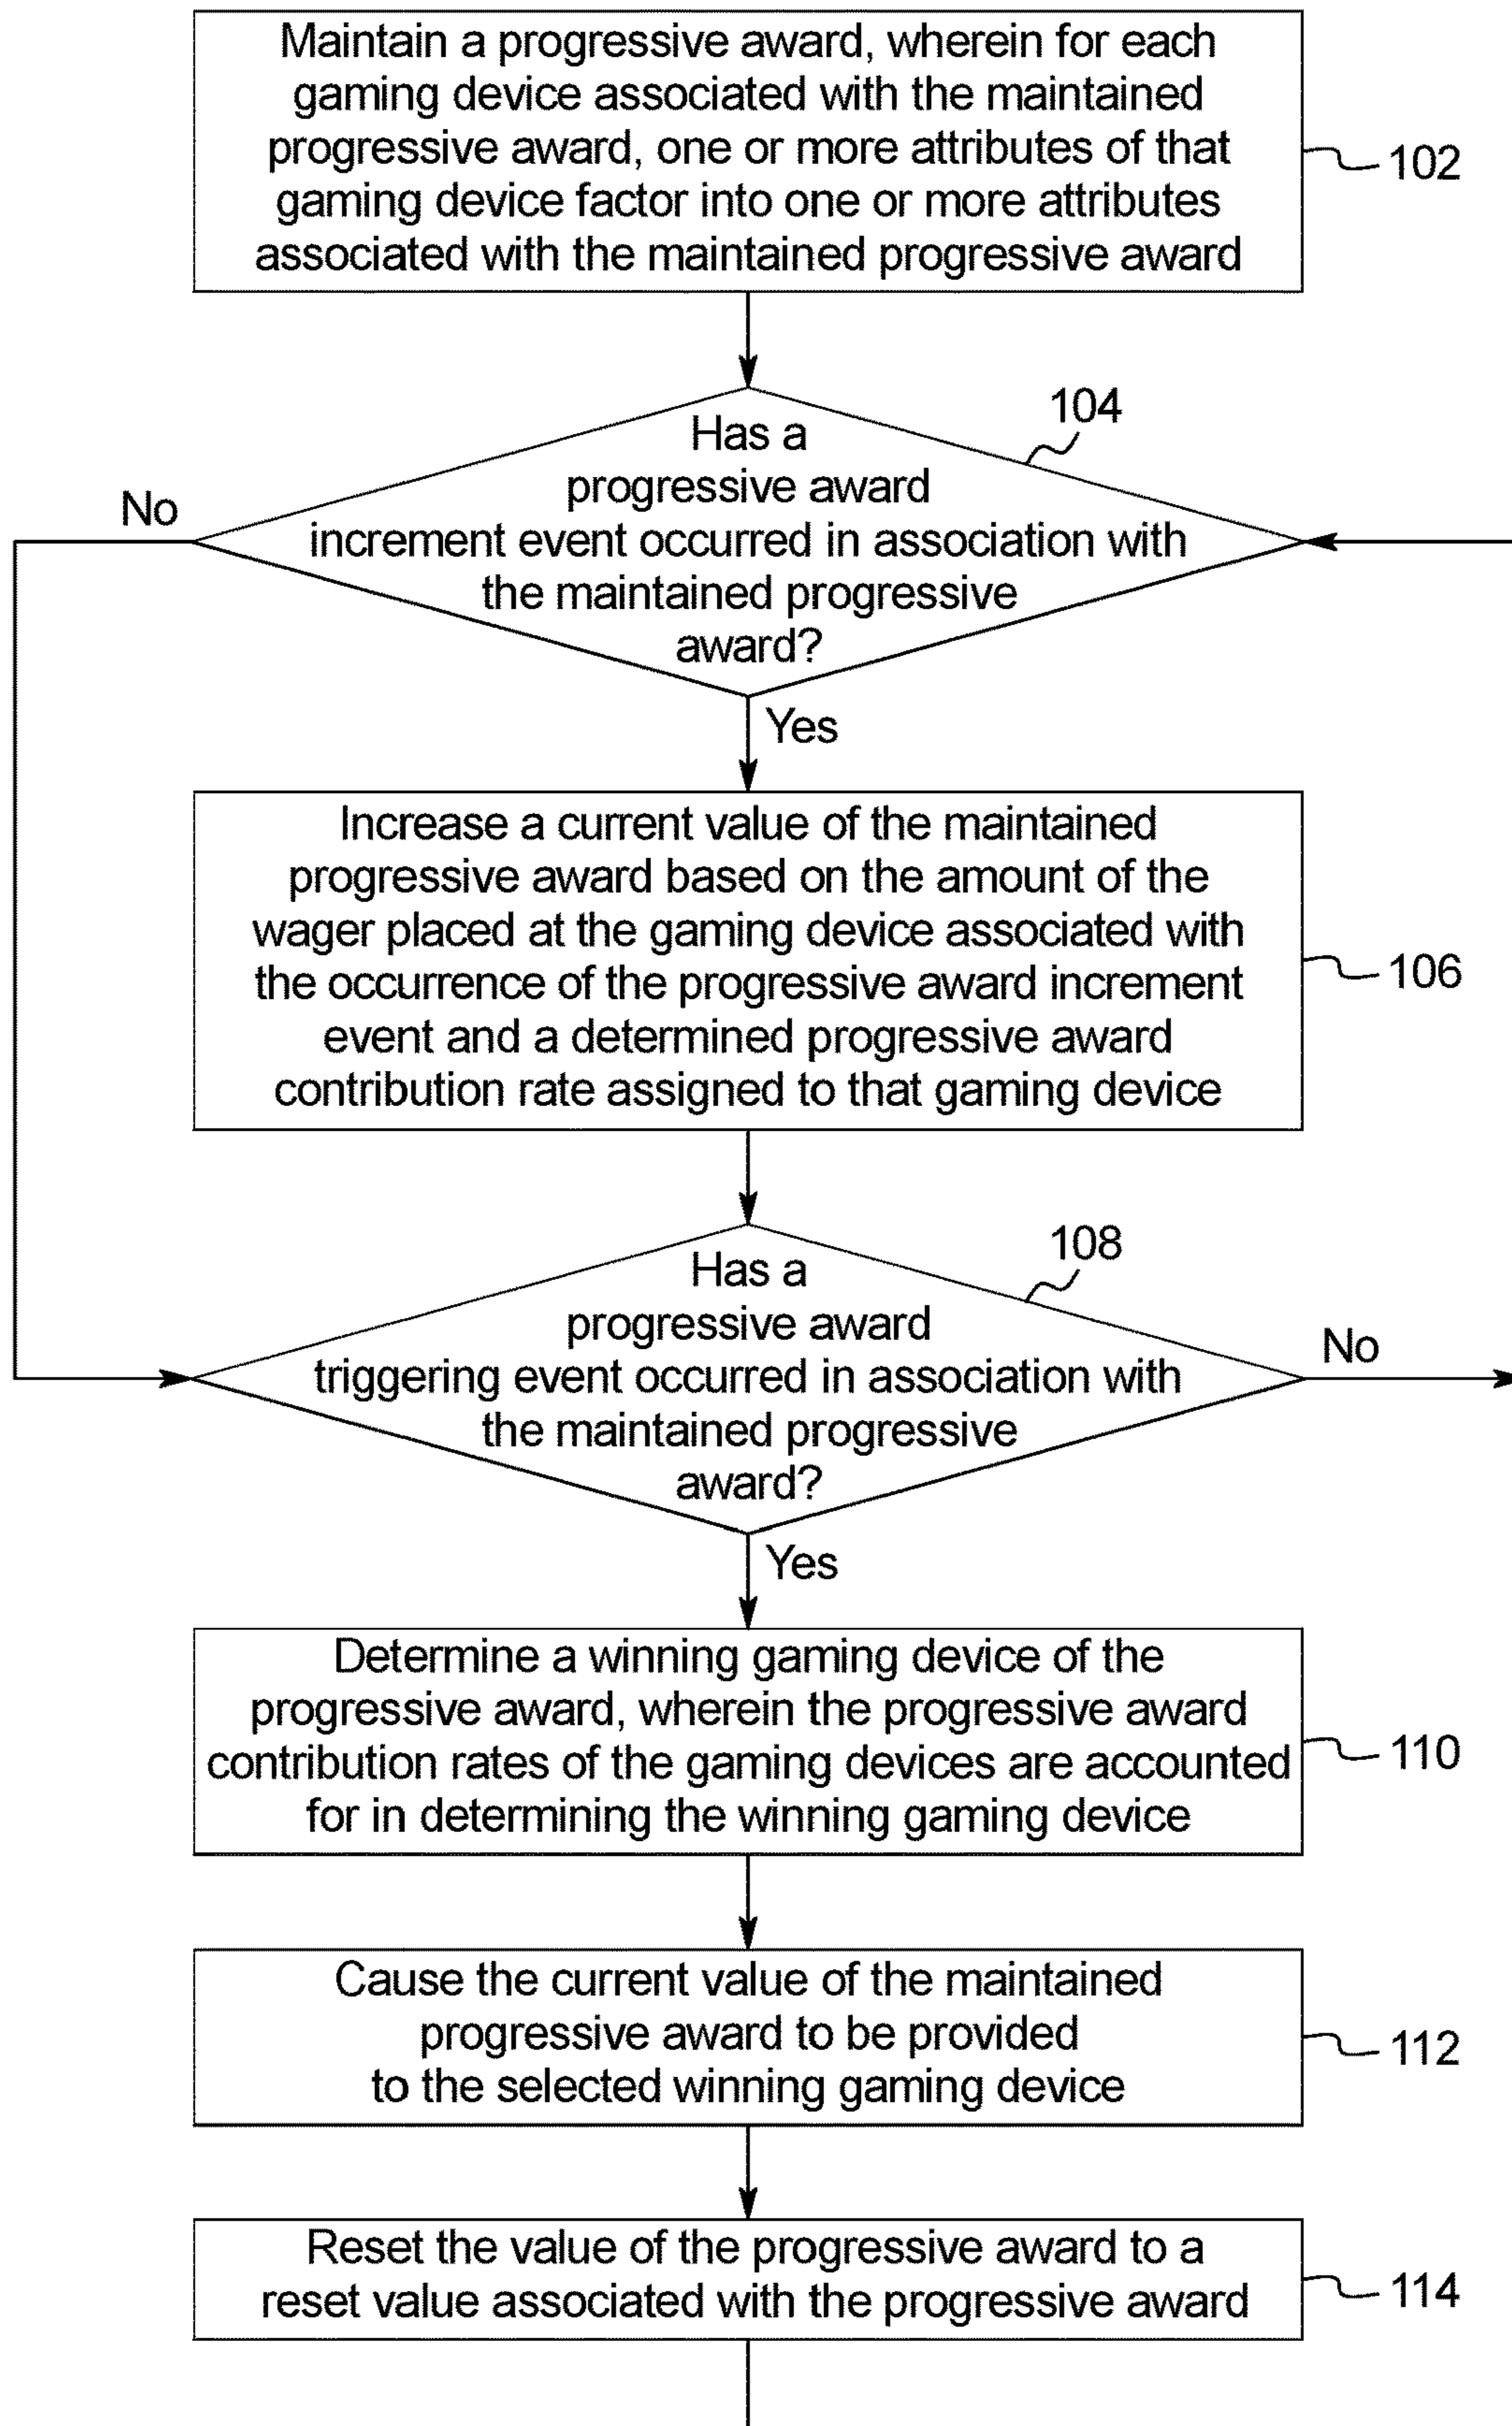 Maintain a progressive award, wherein for each
gaming device associated with the maintained
progressive award, one or more attributes of that
gaming device factor into one or more attributes
associated with the maintained progressive award
102
104
Has a
progressive award
increment event occurred in association with
the maintained progressive
award?
No
Yes
Increase a current value of the maintained
progressive award based on the amount of the
wager placed at the gaming device associated with
the occurrence of the progressive award increment
event and a determined progressive award
contribution rate assigned to that gaming device
106
108
Has a
progressive award
triggering event occurred in association with
the maintained progressive
award?
No
Yes
Determine a winning gaming device of the
progressive award, wherein the progressive award
contribution rates of the gaming devices are accounted
for in determining the winning gaming device
110
Cause the current value of the maintained
progressive award to be provided
to the selected winning gaming device
112
Reset the value of the progressive award to a
reset value associated with the progressive award
114